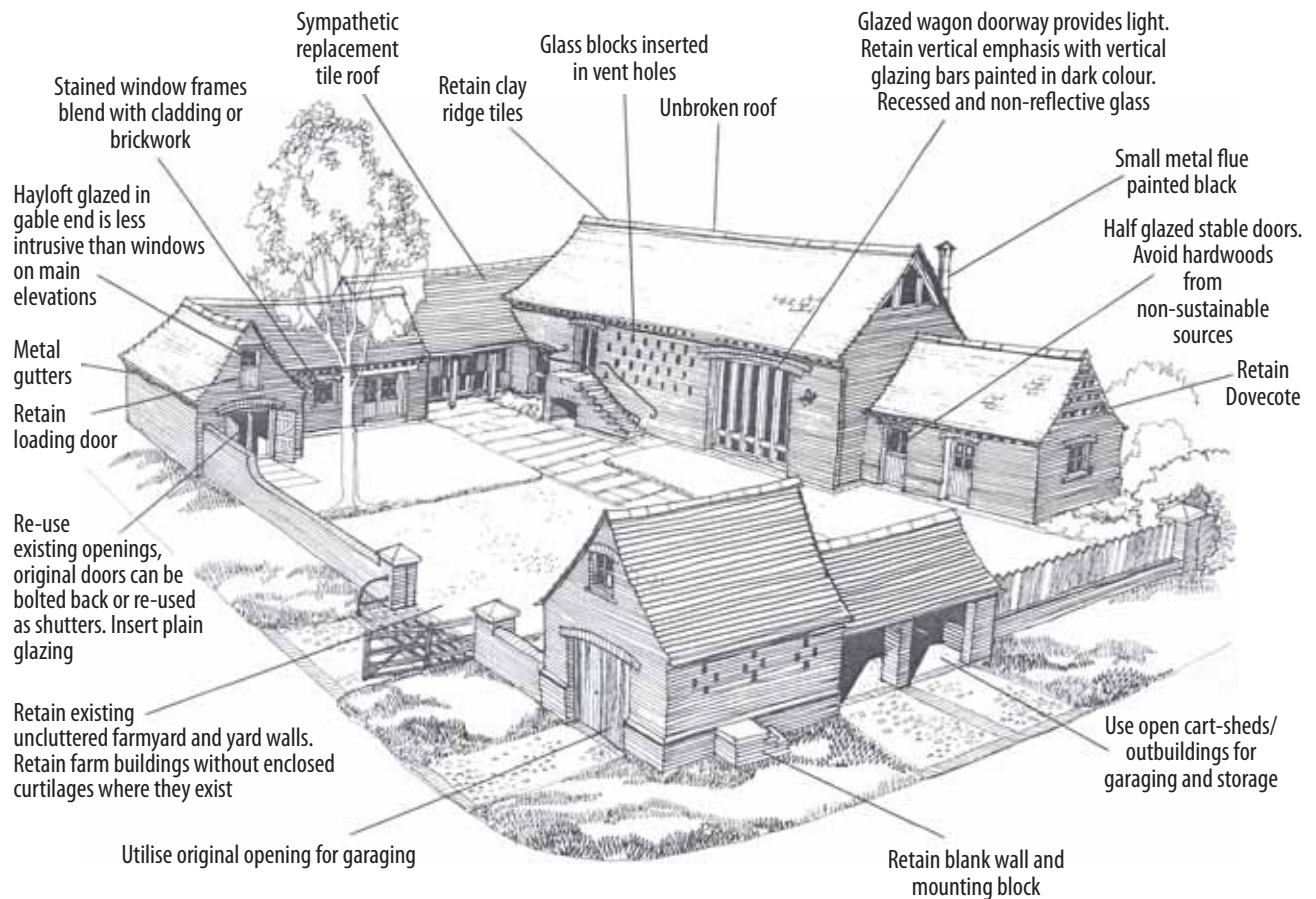 Sympathetic
replacement
tile roof
Glazed wagon doorway provides light.
Retain vertical emphasis with vertical
glazing bars painted in dark colour.
Recessed and non-reflective glass
Glass blocks inserted
in vent holes
Stained window frames
blend with cladding or
brickwork
Retain clay
ridge tiles
Unbroken roof
Small metal flue
painted black
Hayloft glazed in
gable end is less
intrusive than windows
on main
elevations
Half glazed stable doors.
Avoid hardwoods
from
non-sustainable
sources
Metal
gutters
Retain
Dovecote
Retain
loading door
Re-use
existing openings,
original doors can be
bolted back or re-used
as shutters. Insert plain
glazing
Retain existing
uncluttered farmyard and yard walls.
Retain farm buildings without enclosed
curtilages where they exist
Use open cart-sheds/
outbuildings for
garaging and storage
Utilise original opening for garaging
Retain blank wall and
mounting block